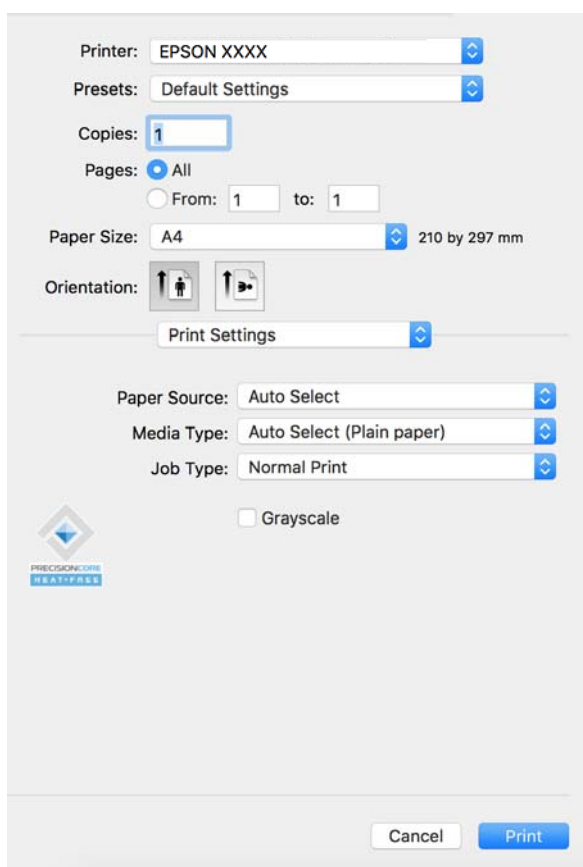 Printer: EPSON XXXX
Presets: Default Settings
Copies: 1
Pages: All
From: 1 to: 1
Paper Size: A4 210 by 297 mm
Orientation:
Print Settings
Paper Source: Auto Select
Media Type: Auto Select (Plain paper)
Job Type: Normal Print
Grayscale
PRECISIONCORE
HEAT-FREE
Cancel Print